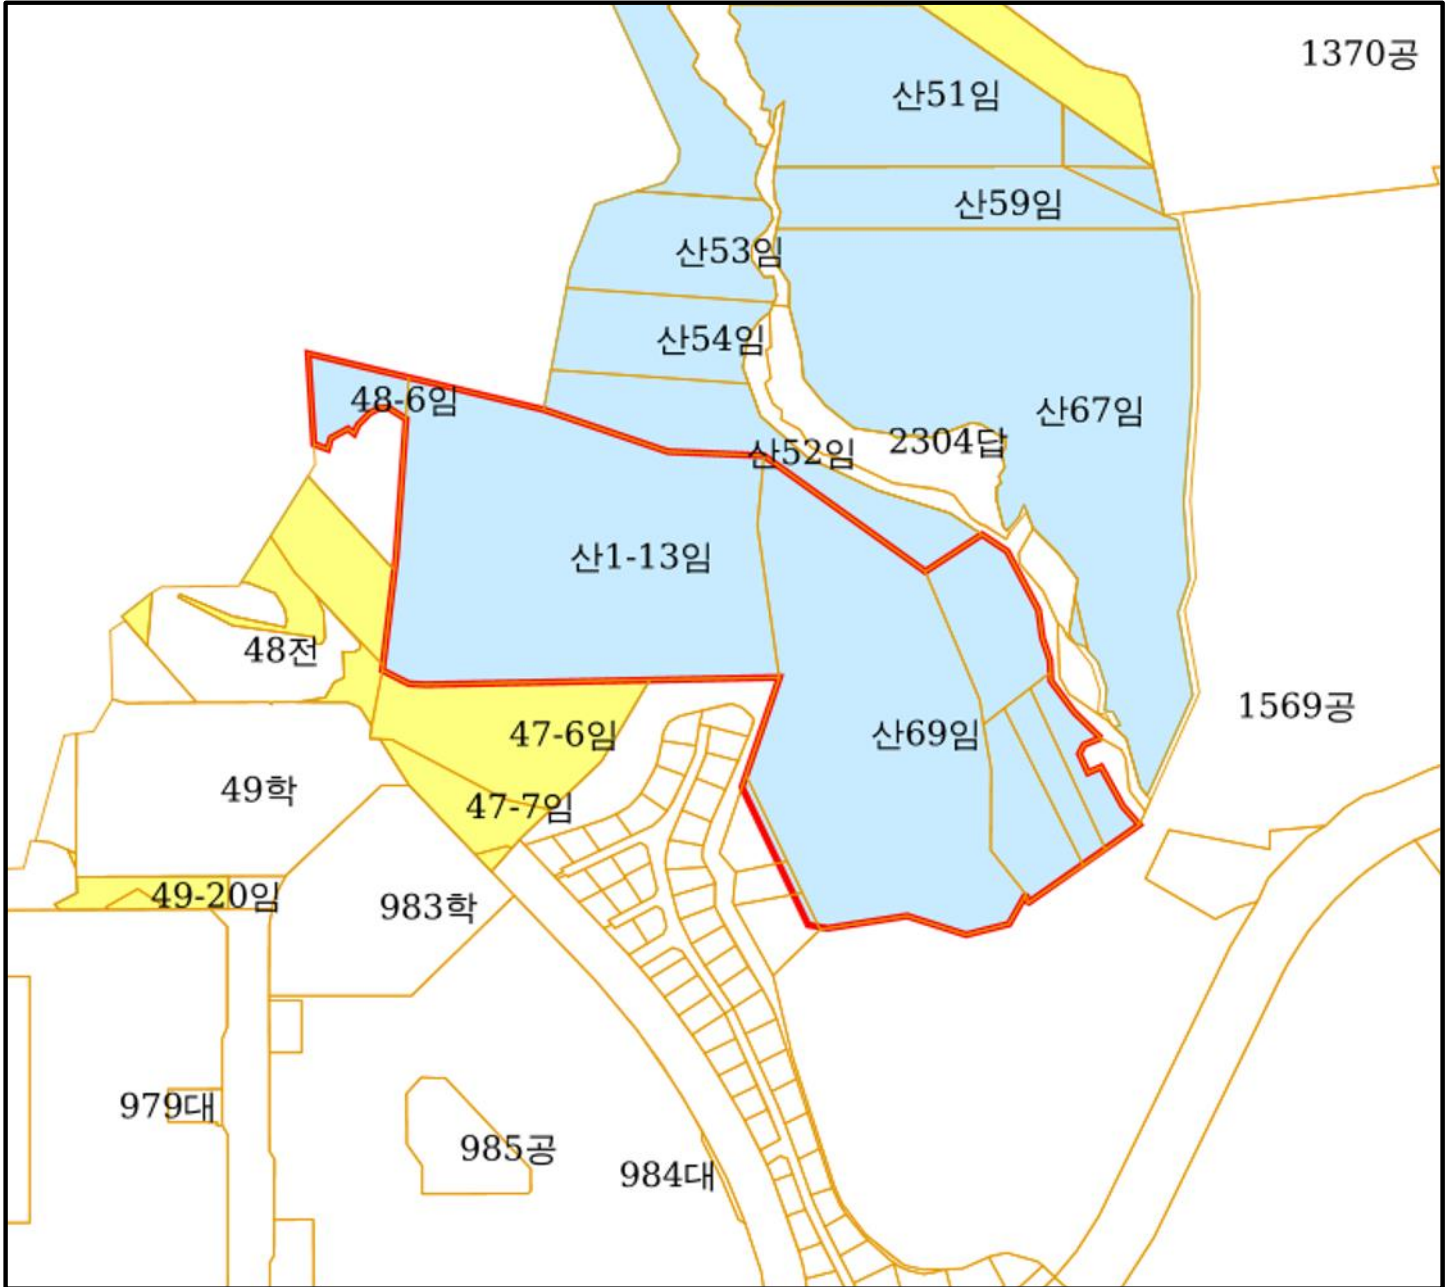 1370공
산51임
산59임
산53임
산54임
48-6임
산67임
산52임
2304답
산1-13임
48전
1569공
47-6임
산69임
49학
47-7임
49-20임
983학
979대
985공
984대